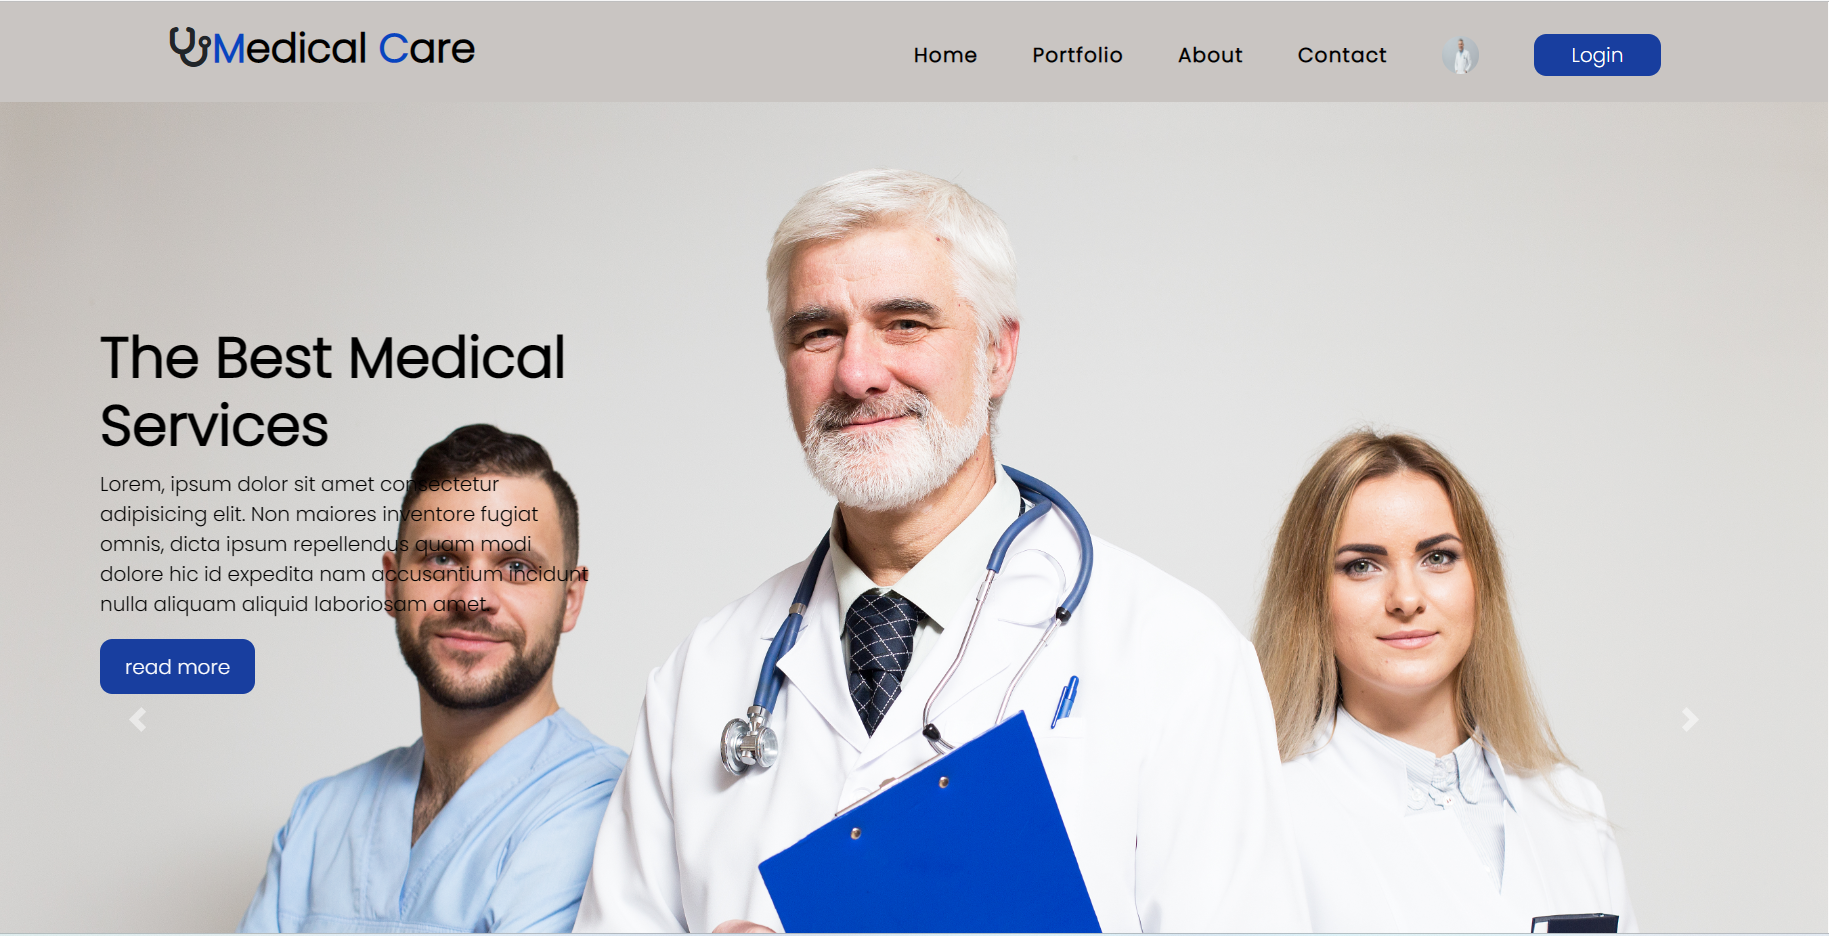 Medical Care
Home Portfolio About Contact Login
The Best Medical
Services
Lorem, ipsum dolor sit amet consectetur
adipisicing elit. Non maiores inventore fugiat
omnis, dicta ipsum repellendus quam modi
dolore hic id expedita nam accusantium incidunt
nulla aliquam aliquid laboriosam amet.
read more